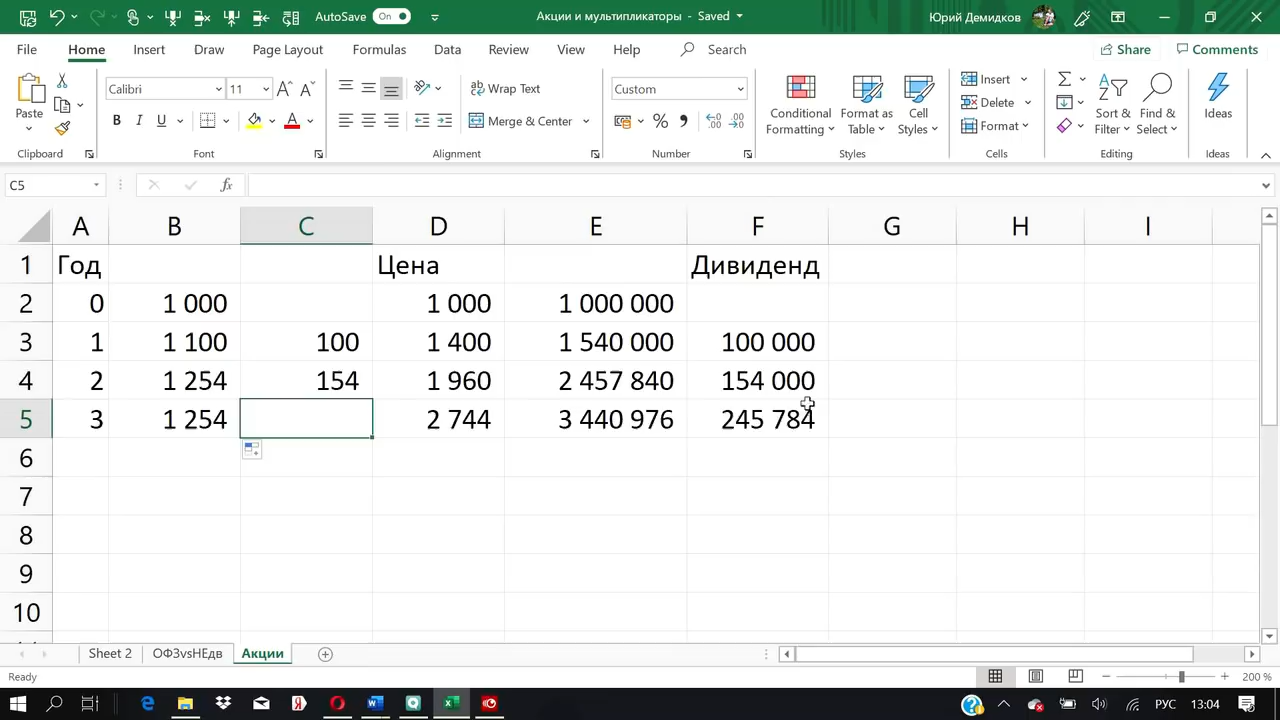 AutoSave On
Акции и мультипликаторы - Saved
Юрий Демидков
File Home Insert Draw Page Layout Formulas Data Review View Help Search Share Comments
Paste
Calibri 11
Wrap Text
Custom
Conditional Formatting
Format as Table
Cell Styles
Insert
Delete
Format
Sort & Filter
Find & Select
Ideas
B I U
Merge & Center
Clipboard Font Alignment Number Styles Cells Editing Ideas
C5 fx
A B C D E F G H I
1 Год Цена Дивиденд
2 0 1 000 1 000 1 000 000
3 1 1 100 100 1 400 1 540 000 100 000
4 2 1 254 154 1 960 2 457 840 154 000
5 3 1 254 2 744 3 440 976 245 784
6
7
8
9
10
Sheet 2 ОФЗvsНЕдв Акции
Ready 200 %
РУС 13:04